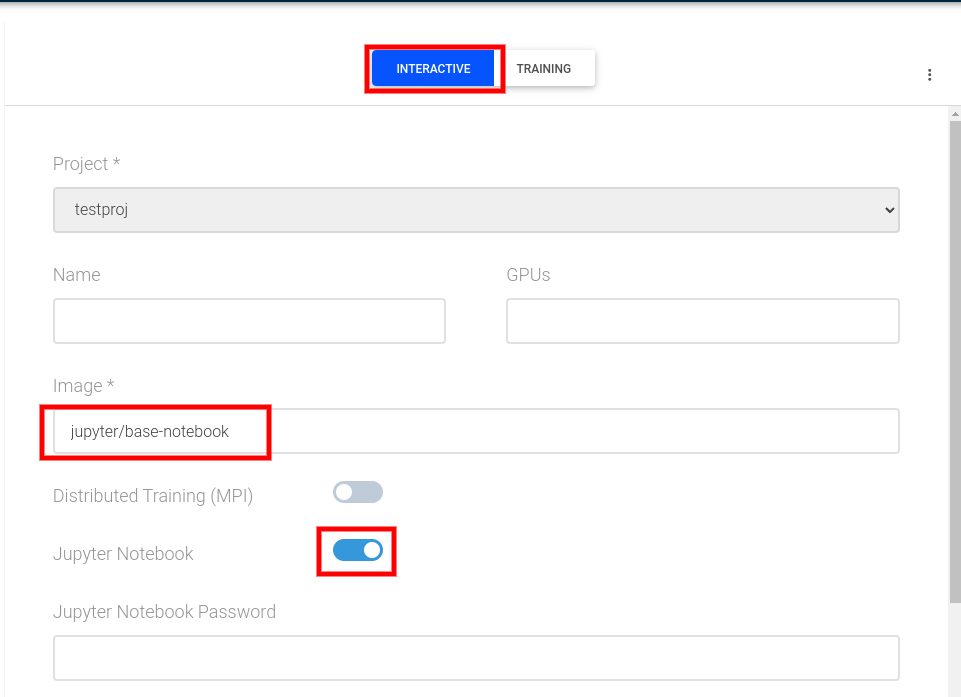 INTERACTIVE TRAINING
Project *
testproj
Name GPUs
Image *
jupyter/base-notebook
Distributed Training (MPI)
Jupyter Notebook
Jupyter Notebook Password